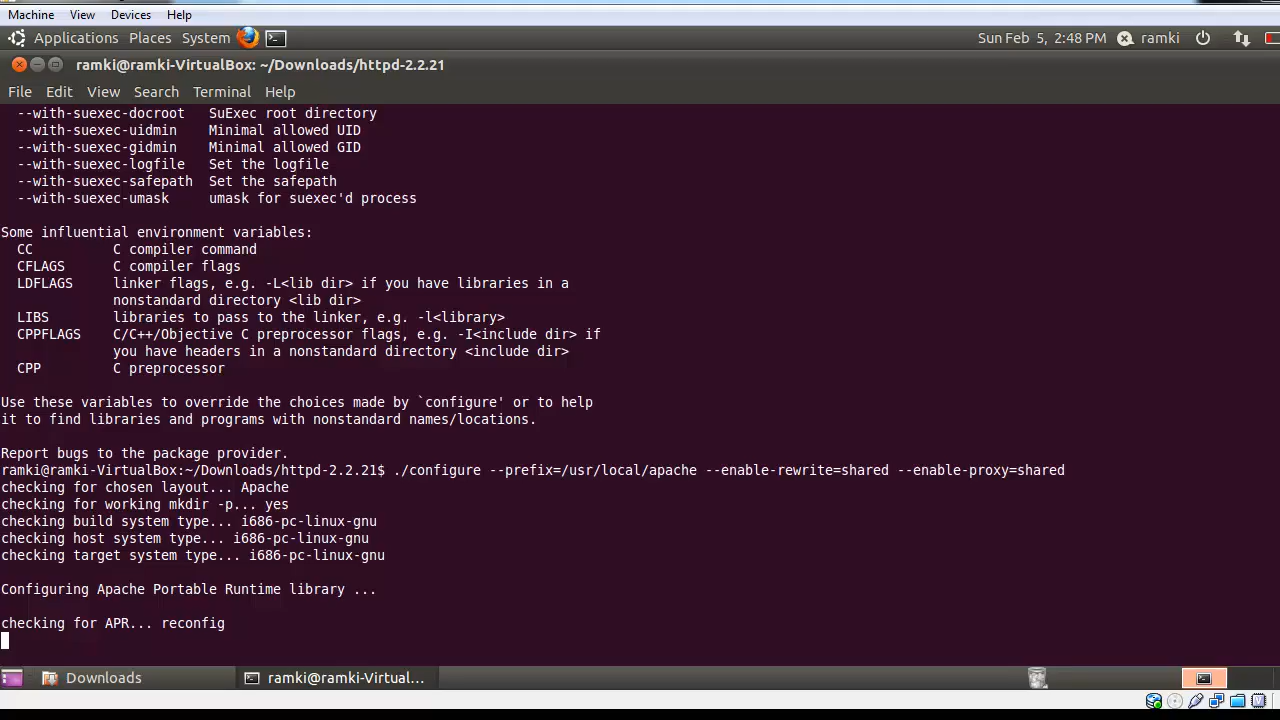 Machine View Devices Help
Applications Places System Sun Feb 5, 2:48 PM ramki
ramki@ramki-VirtualBox: ~/Downloads/httpd-2.2.21
File Edit View Search Terminal Help
--with-suexec-docroot SuExec root directory
--with-suexec-uidmin Minimal allowed UID
--with-suexec-gidmin Minimal allowed GID
--with-suexec-logfile Set the logfile
--with-suexec-safepath Set the safepath
--with-suexec-umask umask for suexec'd process
Some influential environment variables:
CC C compiler command
CFLAGS C compiler flags
LDFLAGS linker flags, e.g. -L<lib dir> if you have libraries in a
nonstandard directory <lib dir>
LIBS libraries to pass to the linker, e.g. -l<library>
CPPFLAGS C/C++/Objective C preprocessor flags, e.g. -I<include dir> if
you have headers in a nonstandard directory <include dir>
CPP C preprocessor
Use these variables to override the choices made by `configure' or to help
it to find libraries and programs with nonstandard names/locations.
Report bugs to the package provider.
ramki@ramki-VirtualBox:~/Downloads/httpd-2.2.21$ ./configure --prefix=/usr/local/apache --enable-rewrite=shared --enable-proxy=shared
checking for chosen layout... Apache
checking for working mkdir -p... yes
checking build system type... i686-pc-linux-gnu
checking host system type... i686-pc-linux-gnu
checking target system type... i686-pc-linux-gnu
Configuring Apache Portable Runtime library ...
checking for APR... reconfig
Downloads ramki@ramki-Virtual...